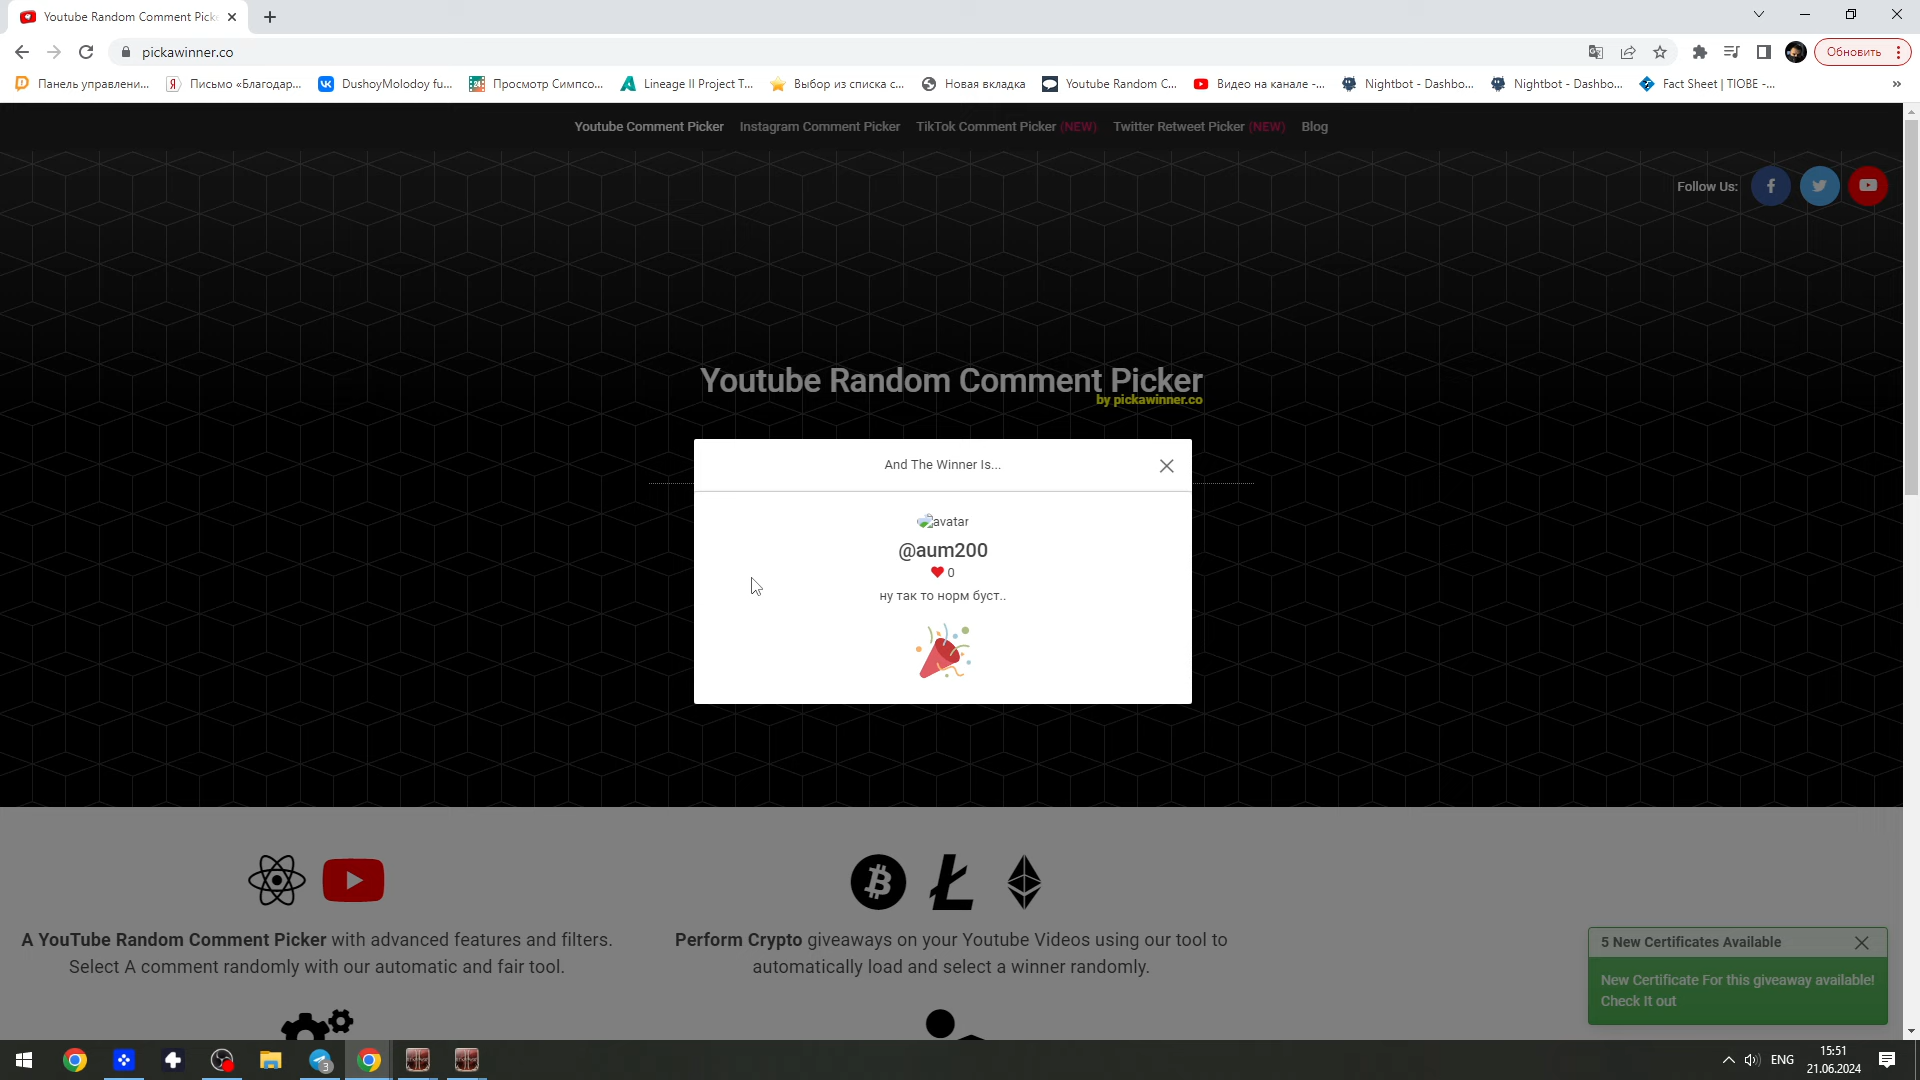 Youtube Random Comment Picke
pickawinner.co
Обновить
Панель управлени...
Письмо «Благодар...
DushoyMolodoy fu...
Просмотр Симпсо...
Lineage II Project T...
Выбор из списка с...
Новая вкладка
Youtube Random C...
Видео на канале -...
Nightbot - Dashbo...
Nightbot - Dashbo...
Fact Sheet | TIOBE -...
»
Youtube Comment Picker
Instagram Comment Picker
TikTok Comment Picker (NEW)
Twitter Retweet Picker (NEW)
Blog
Follow Us:
Youtube Random Comment Picker
by pickawinner.co
And The Winner Is...
avatar
@aum200
0
ну так то норм буст..
A YouTube Random Comment Picker with advanced features and filters.
Select A comment randomly with our automatic and fair tool.
Perform Crypto giveaways on your Youtube Videos using our tool to
automatically load and select a winner randomly.
5 New Certificates Available
New Certificate For this giveaway available!
Check It out
3
ENG
15:51
21.06.2024